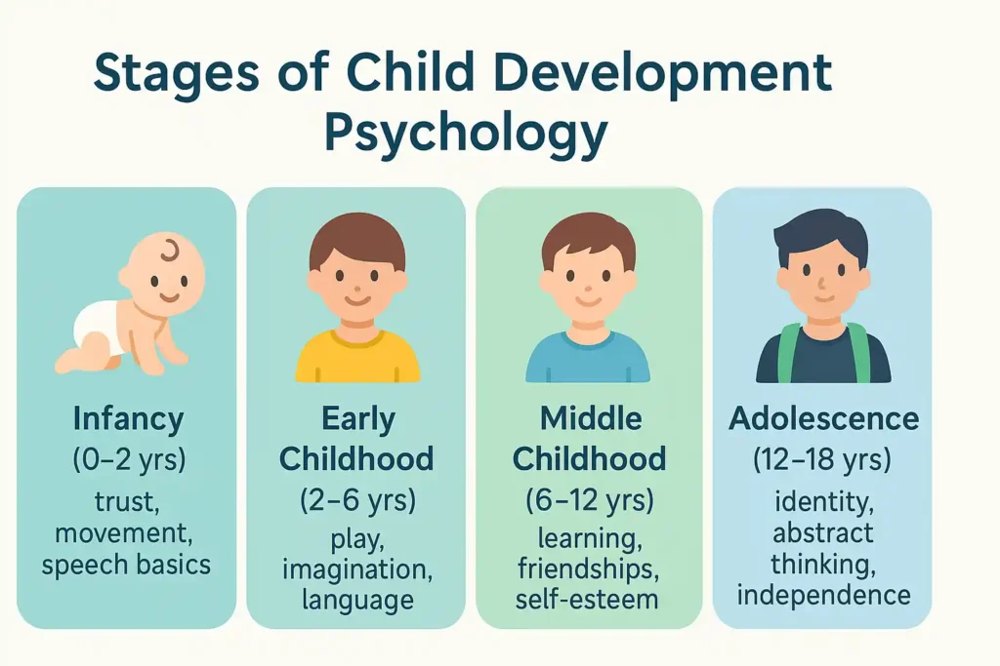 Stages of Child Development
Psychology
Infancy
(0–2 yrs)
trust,
movement,
speech basics
Early
Childhood
(2–6 yrs)
play,
imagination,
language
Middle
Childhood
(6–12 yrs)
learning,
friendships,
self-esteem
Adolescence
(12–18 yrs)
identity,
abstract
thinking,
independence